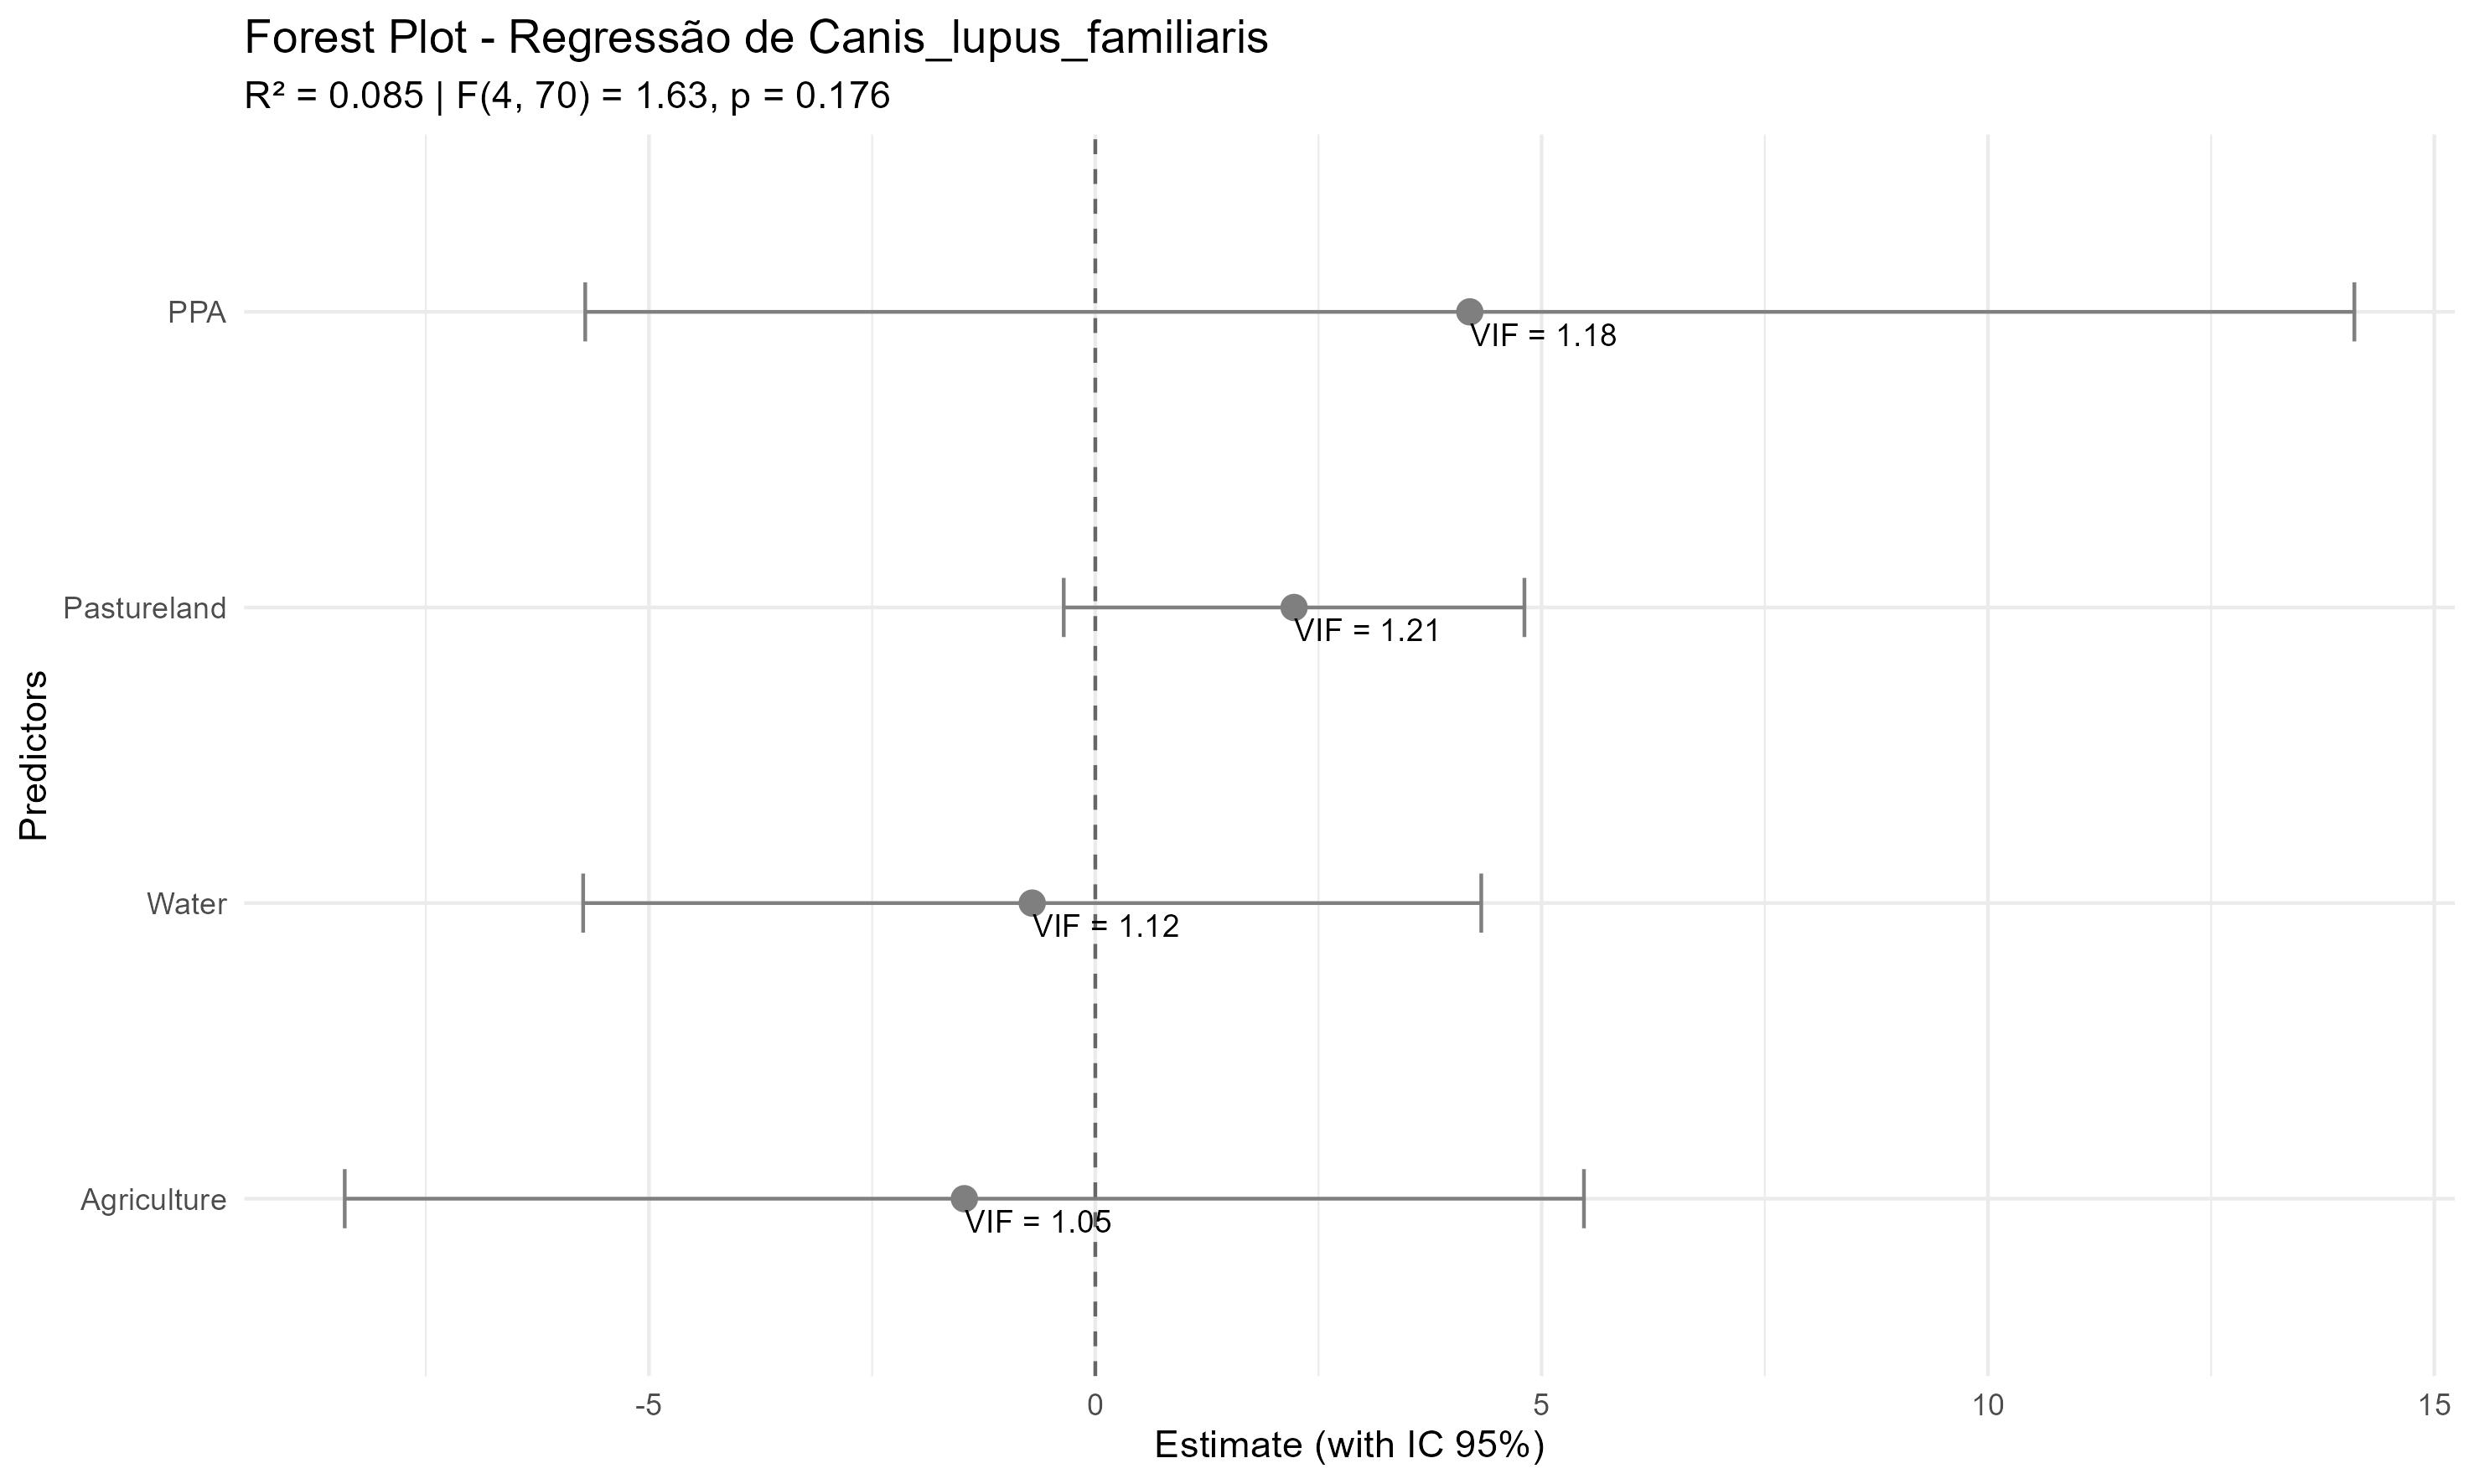 Forest Plot - Regressão de Canis_lupus_familiaris
R² = 0.085 | F(4, 70) = 1.63, p = 0.176
PPA
VIF = 1.18
Pastureland
VIF = 1.21
Predictors
Water
VIF = 1.12
Agriculture
VIF = 1.05
-5 0 5 10 15
Estimate (with IC 95%)